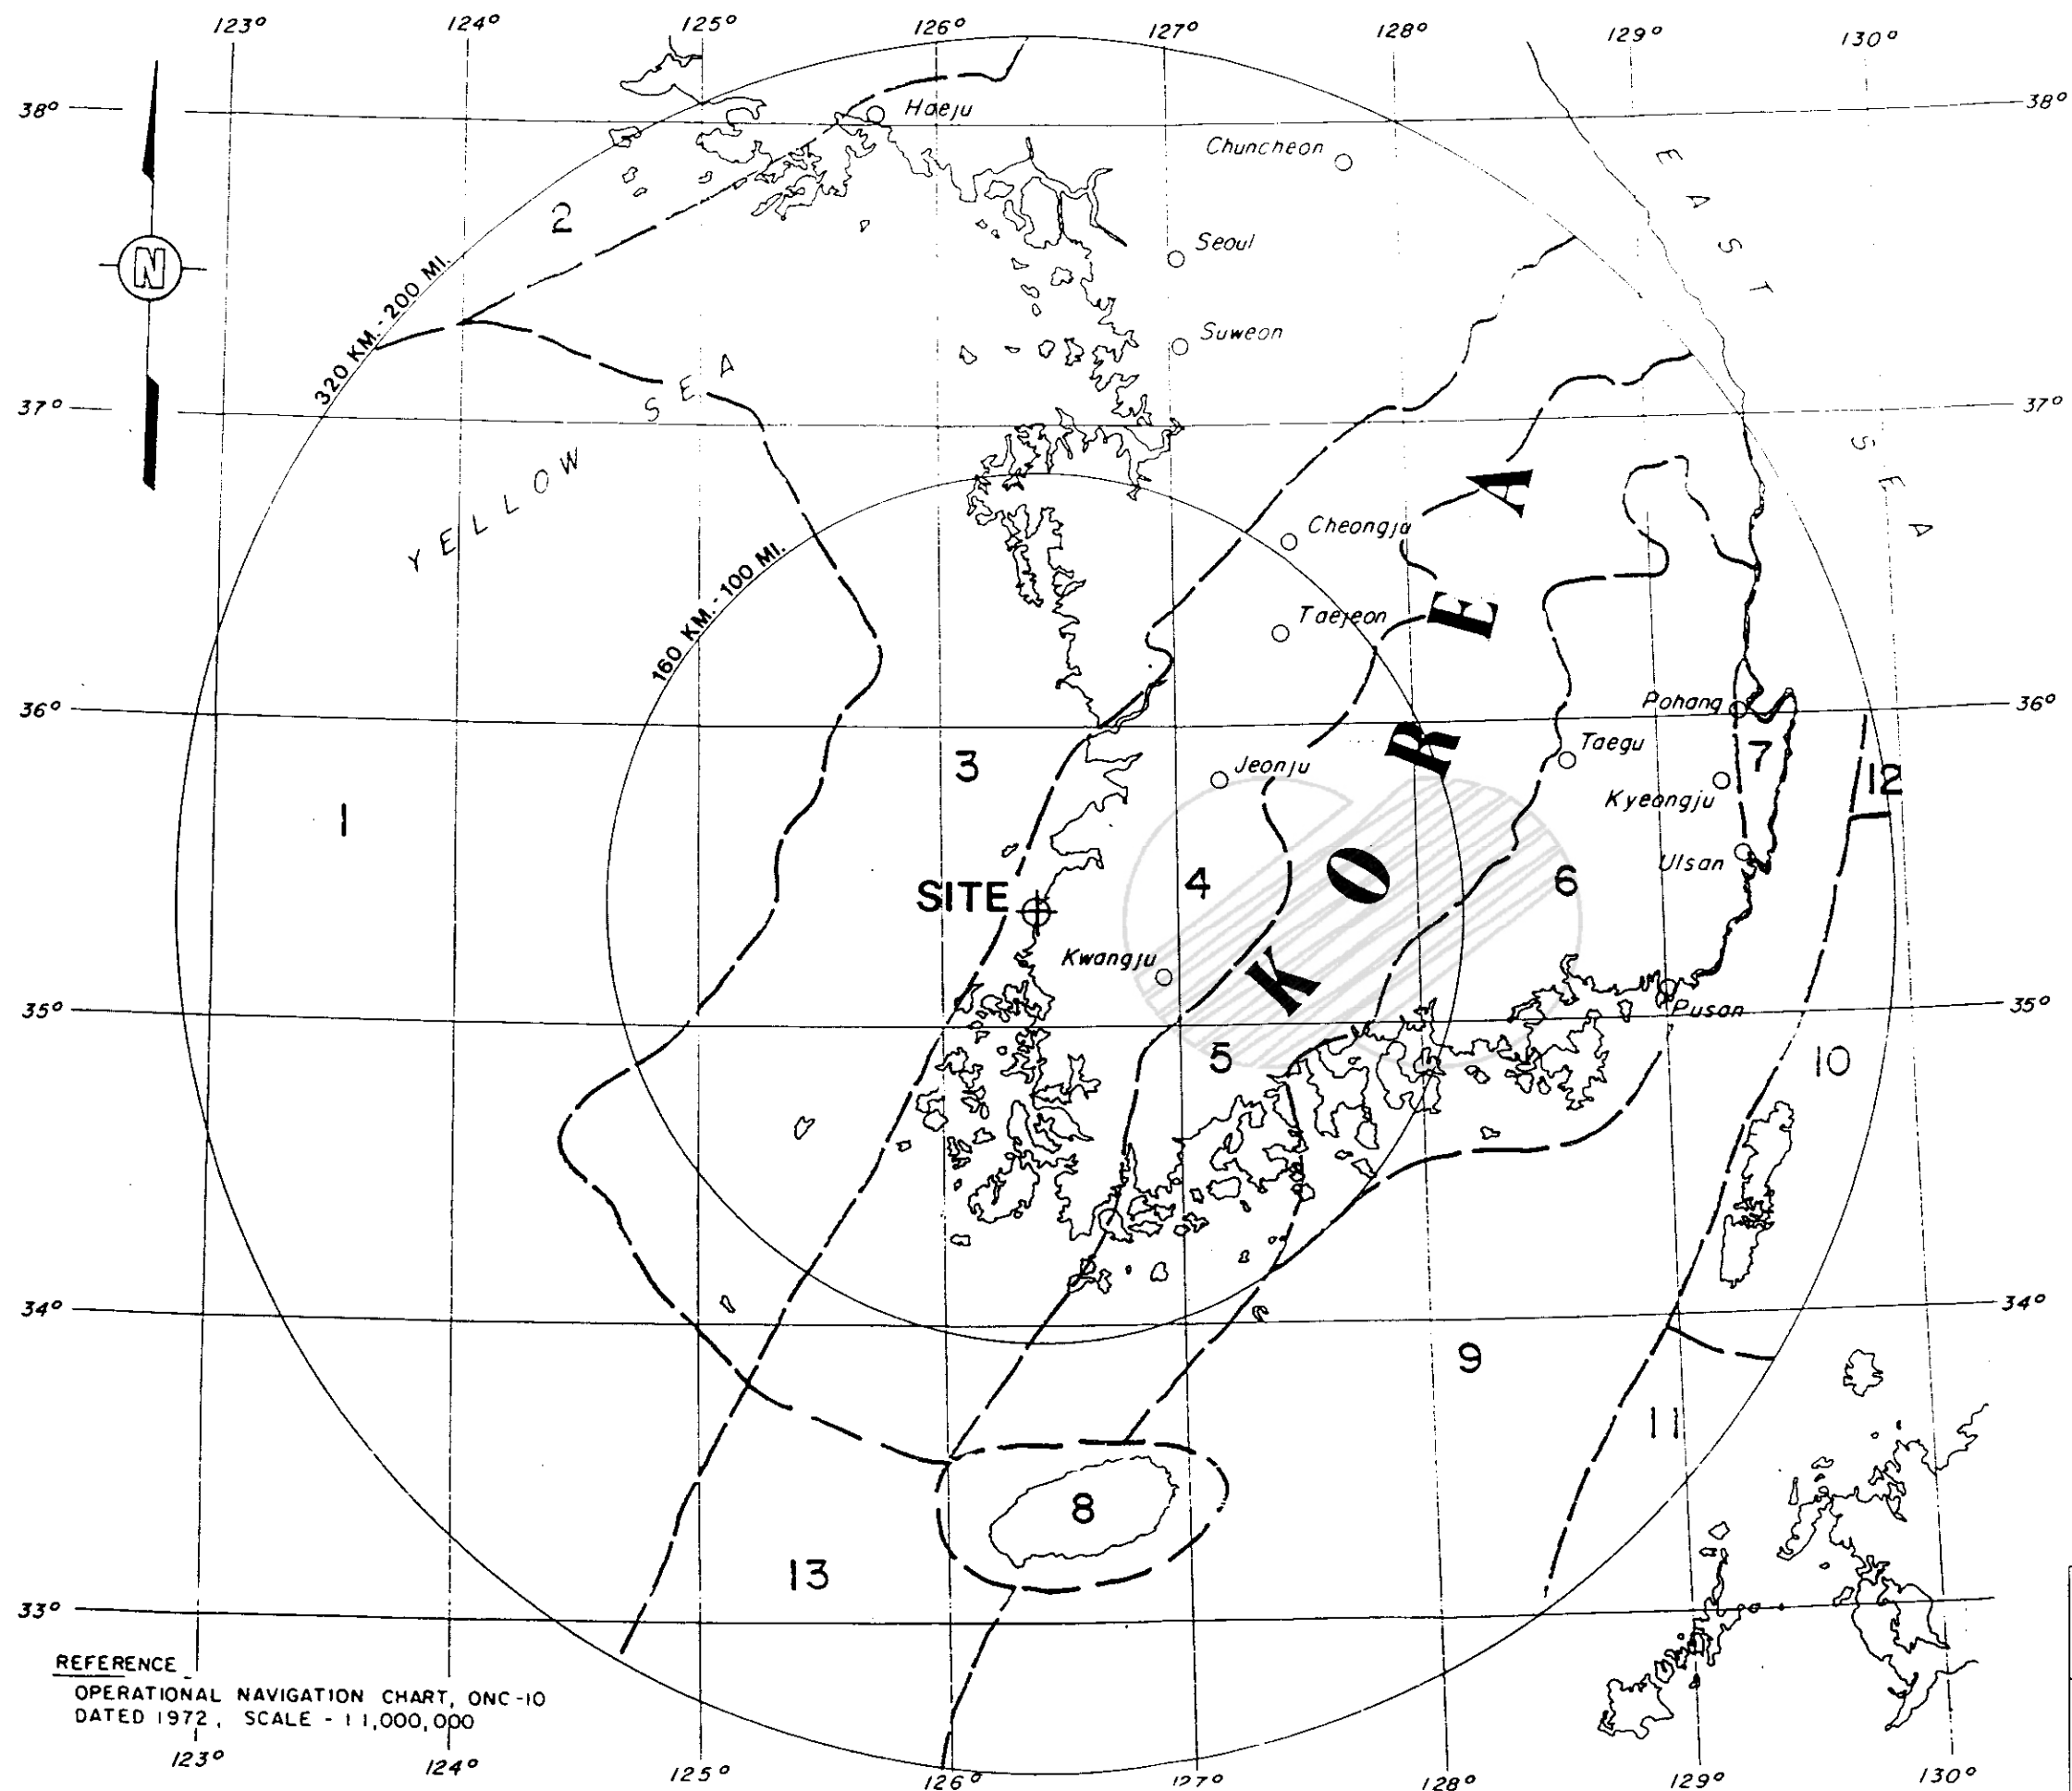 123° 124° 125° 126° 127° 128° 129° 130°
38° 38°
Haeju
Chuncheon
EAST SEA
2
N
Seoul
320 KM.-200 MI.
Suweon
YELLOW SEA
37° 37°
Cheongju
160 KM.-100 MI.
Taejeon
KOREA
36° 36°
Pohang
Taegu
3
7
Jeonju
12
Kyeongju
1
Ulsan
SITE
4
6
Kwangju
35° 35°
Pusan
5
10
34° 34°
9
11
8
13
33°
REFERENCE
OPERATIONAL NAVIGATION CHART, ONC-10
DATED 1972, SCALE - 1 1,000,000
123° 124° 125° 126° 127° 128° 129° 130°